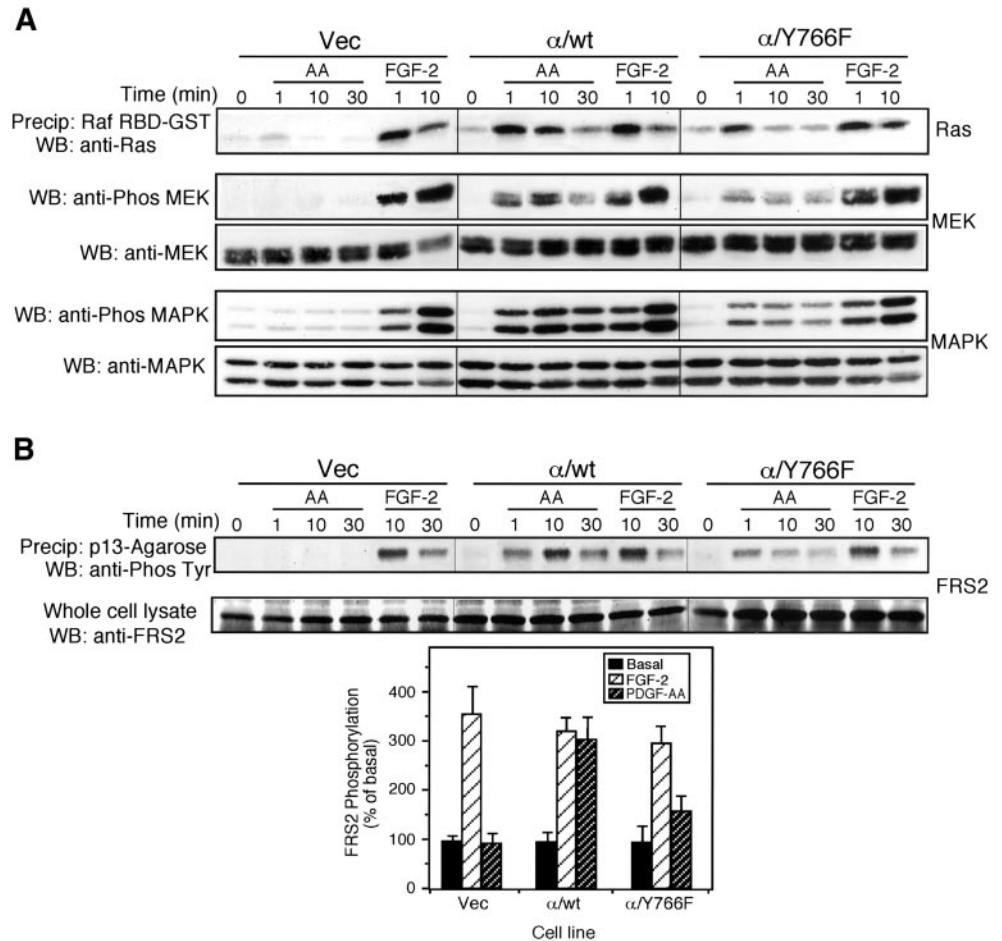 A
Vec α/wt α/Y766F
AA FGF-2 AA FGF-2 AA FGF-2
Time (min) 0 1 10 30 1 10 0 1 10 30 1 10 0 1 10 30 1 10
Precip: Raf RBD-GST
WB: anti-Ras
Ras
WB: anti-Phos MEK
WB: anti-MEK
MEK
WB: anti-Phos MAPK
WB: anti-MAPK
MAPK
B
Vec α/wt α/Y766F
AA FGF-2 AA FGF-2 AA FGF-2
Time (min) 0 1 10 30 10 30 0 1 10 30 10 30 0 1 10 30 10 30
Precip: p13-Agarose
WB: anti-Phos Tyr
FRS2
Whole cell lysate
WB: anti-FRS2
FRS2 Phosphorylation
(% of basal)
400
300
200
100
0
Basal
FGF-2
PDGF-AA
Vec α/wt α/Y766F
Cell line